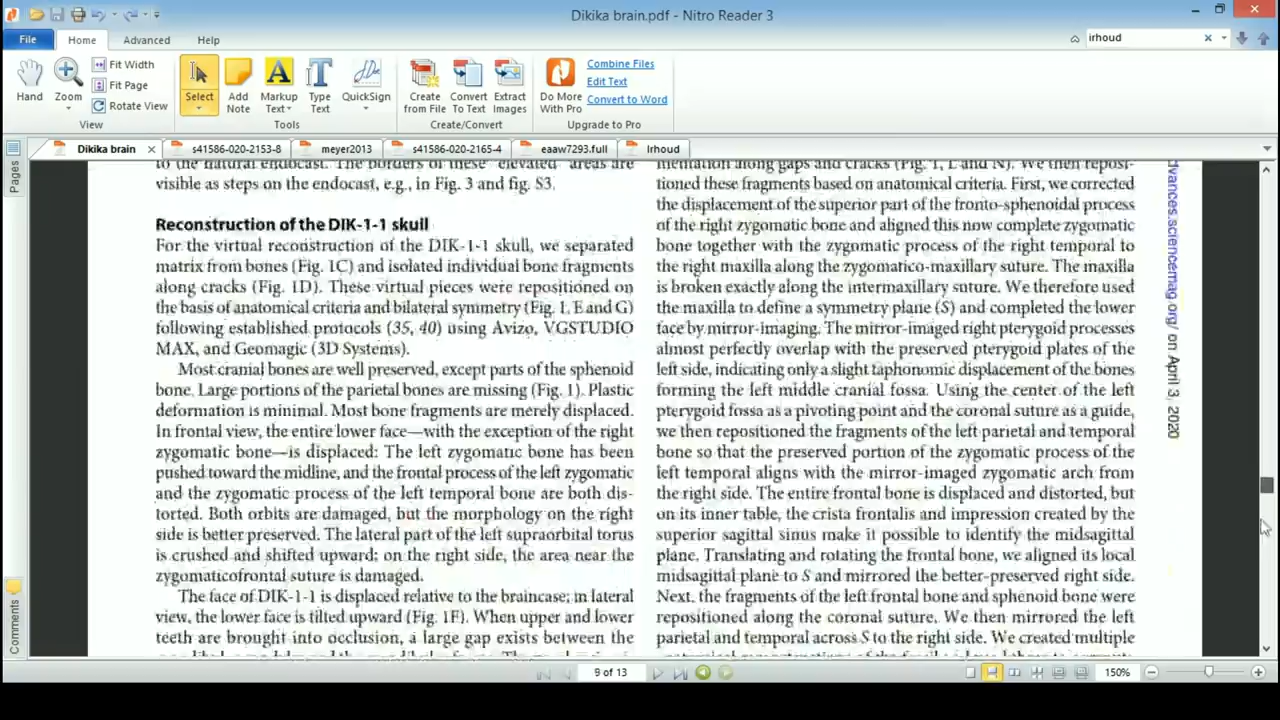 Dikika brain.pdf - Nitro Reader 3
File
Home
Advanced
Help
irhoud
Hand
Zoom
Fit Width
Fit Page
Rotate View
View
Select
Add Note
Markup Text
Type Text
QuickSign
Tools
Create from File
Convert To Text
Extract Images
Create/Convert
Do More With Pro
Combine Files
Edit Text
Convert to Word
Upgrade to Pro
Dikika brain
s41586-020-2153-8
meyer2013
s41586-020-2165-4
eaaw7293.full
Irhoud
Pages
Comments
to the natural endocast. The borders of these "elevated" areas are
visible as steps on the endocast, e.g., in Fig. 3 and fig. S3.
Reconstruction of the DIK-1-1 skull
For the virtual reconstruction of the DIK-1-1 skull, we separated
matrix from bones (Fig. 1C) and isolated individual bone fragments
along cracks (Fig. 1D). These virtual pieces were repositioned on
the basis of anatomical criteria and bilateral symmetry (Fig. 1, E and G)
following established protocols (35, 40) using Avizo, VGSTUDIO
MAX, and Geomagic (3D Systems).
Most cranial bones are well preserved, except parts of the sphenoid
bone. Large portions of the parietal bones are missing (Fig. 1). Plastic
deformation is minimal. Most bone fragments are merely displaced.
In frontal view, the entire lower face—with the exception of the right
zygomatic bone—is displaced: The left zygomatic bone has been
pushed toward the midline, and the frontal process of the left zygomatic
and the zygomatic process of the left temporal bone are both dis-
torted. Both orbits are damaged, but the morphology on the right
side is better preserved. The lateral part of the left supraorbital torus
is crushed and shifted upward; on the right side, the area near the
zygomaticofrontal suture is damaged.
The face of DIK-1-1 is displaced relative to the braincase; in lateral
view, the lower face is tilted upward (Fig. 1F). When upper and lower
teeth are brought into occlusion, a large gap exists between the
mentation along gaps and cracks (Fig. 1, L and N). We then reposi-
tioned these fragments based on anatomical criteria. First, we corrected
the displacement of the superior part of the fronto-sphenoidal process
of the right zygomatic bone and aligned this now complete zygomatic
bone together with the zygomatic process of the right temporal to
the right maxilla along the zygomatico-maxillary suture. The maxilla
is broken exactly along the intermaxillary suture. We therefore used
the maxilla to define a symmetry plane (S) and completed the lower
face by mirror-imaging. The mirror-imaged right pterygoid processes
almost perfectly overlap with the preserved pterygoid plates of the
left side, indicating only a slight taphonomic displacement of the bones
forming the left middle cranial fossa. Using the center of the left
pterygoid fossa as a pivoting point and the coronal suture as a guide,
we then repositioned the fragments of the left parietal and temporal
bone so that the preserved portion of the zygomatic process of the
left temporal aligns with the mirror-imaged zygomatic arch from
the right side. The entire frontal bone is displaced and distorted, but
on its inner table, the crista frontalis and impression created by the
superior sagittal sinus make it possible to identify the midsagittal
plane. Translating and rotating the frontal bone, we aligned its local
midsagittal plane to S and mirrored the better-preserved right side.
Next, the fragments of the left frontal bone and sphenoid bone were
repositioned along the coronal suture. We then mirrored the left
parietal and temporal across S to the right side. We created multiple
dvances.sciencemag.org/ on April 3, 2020
9 of 13
150%